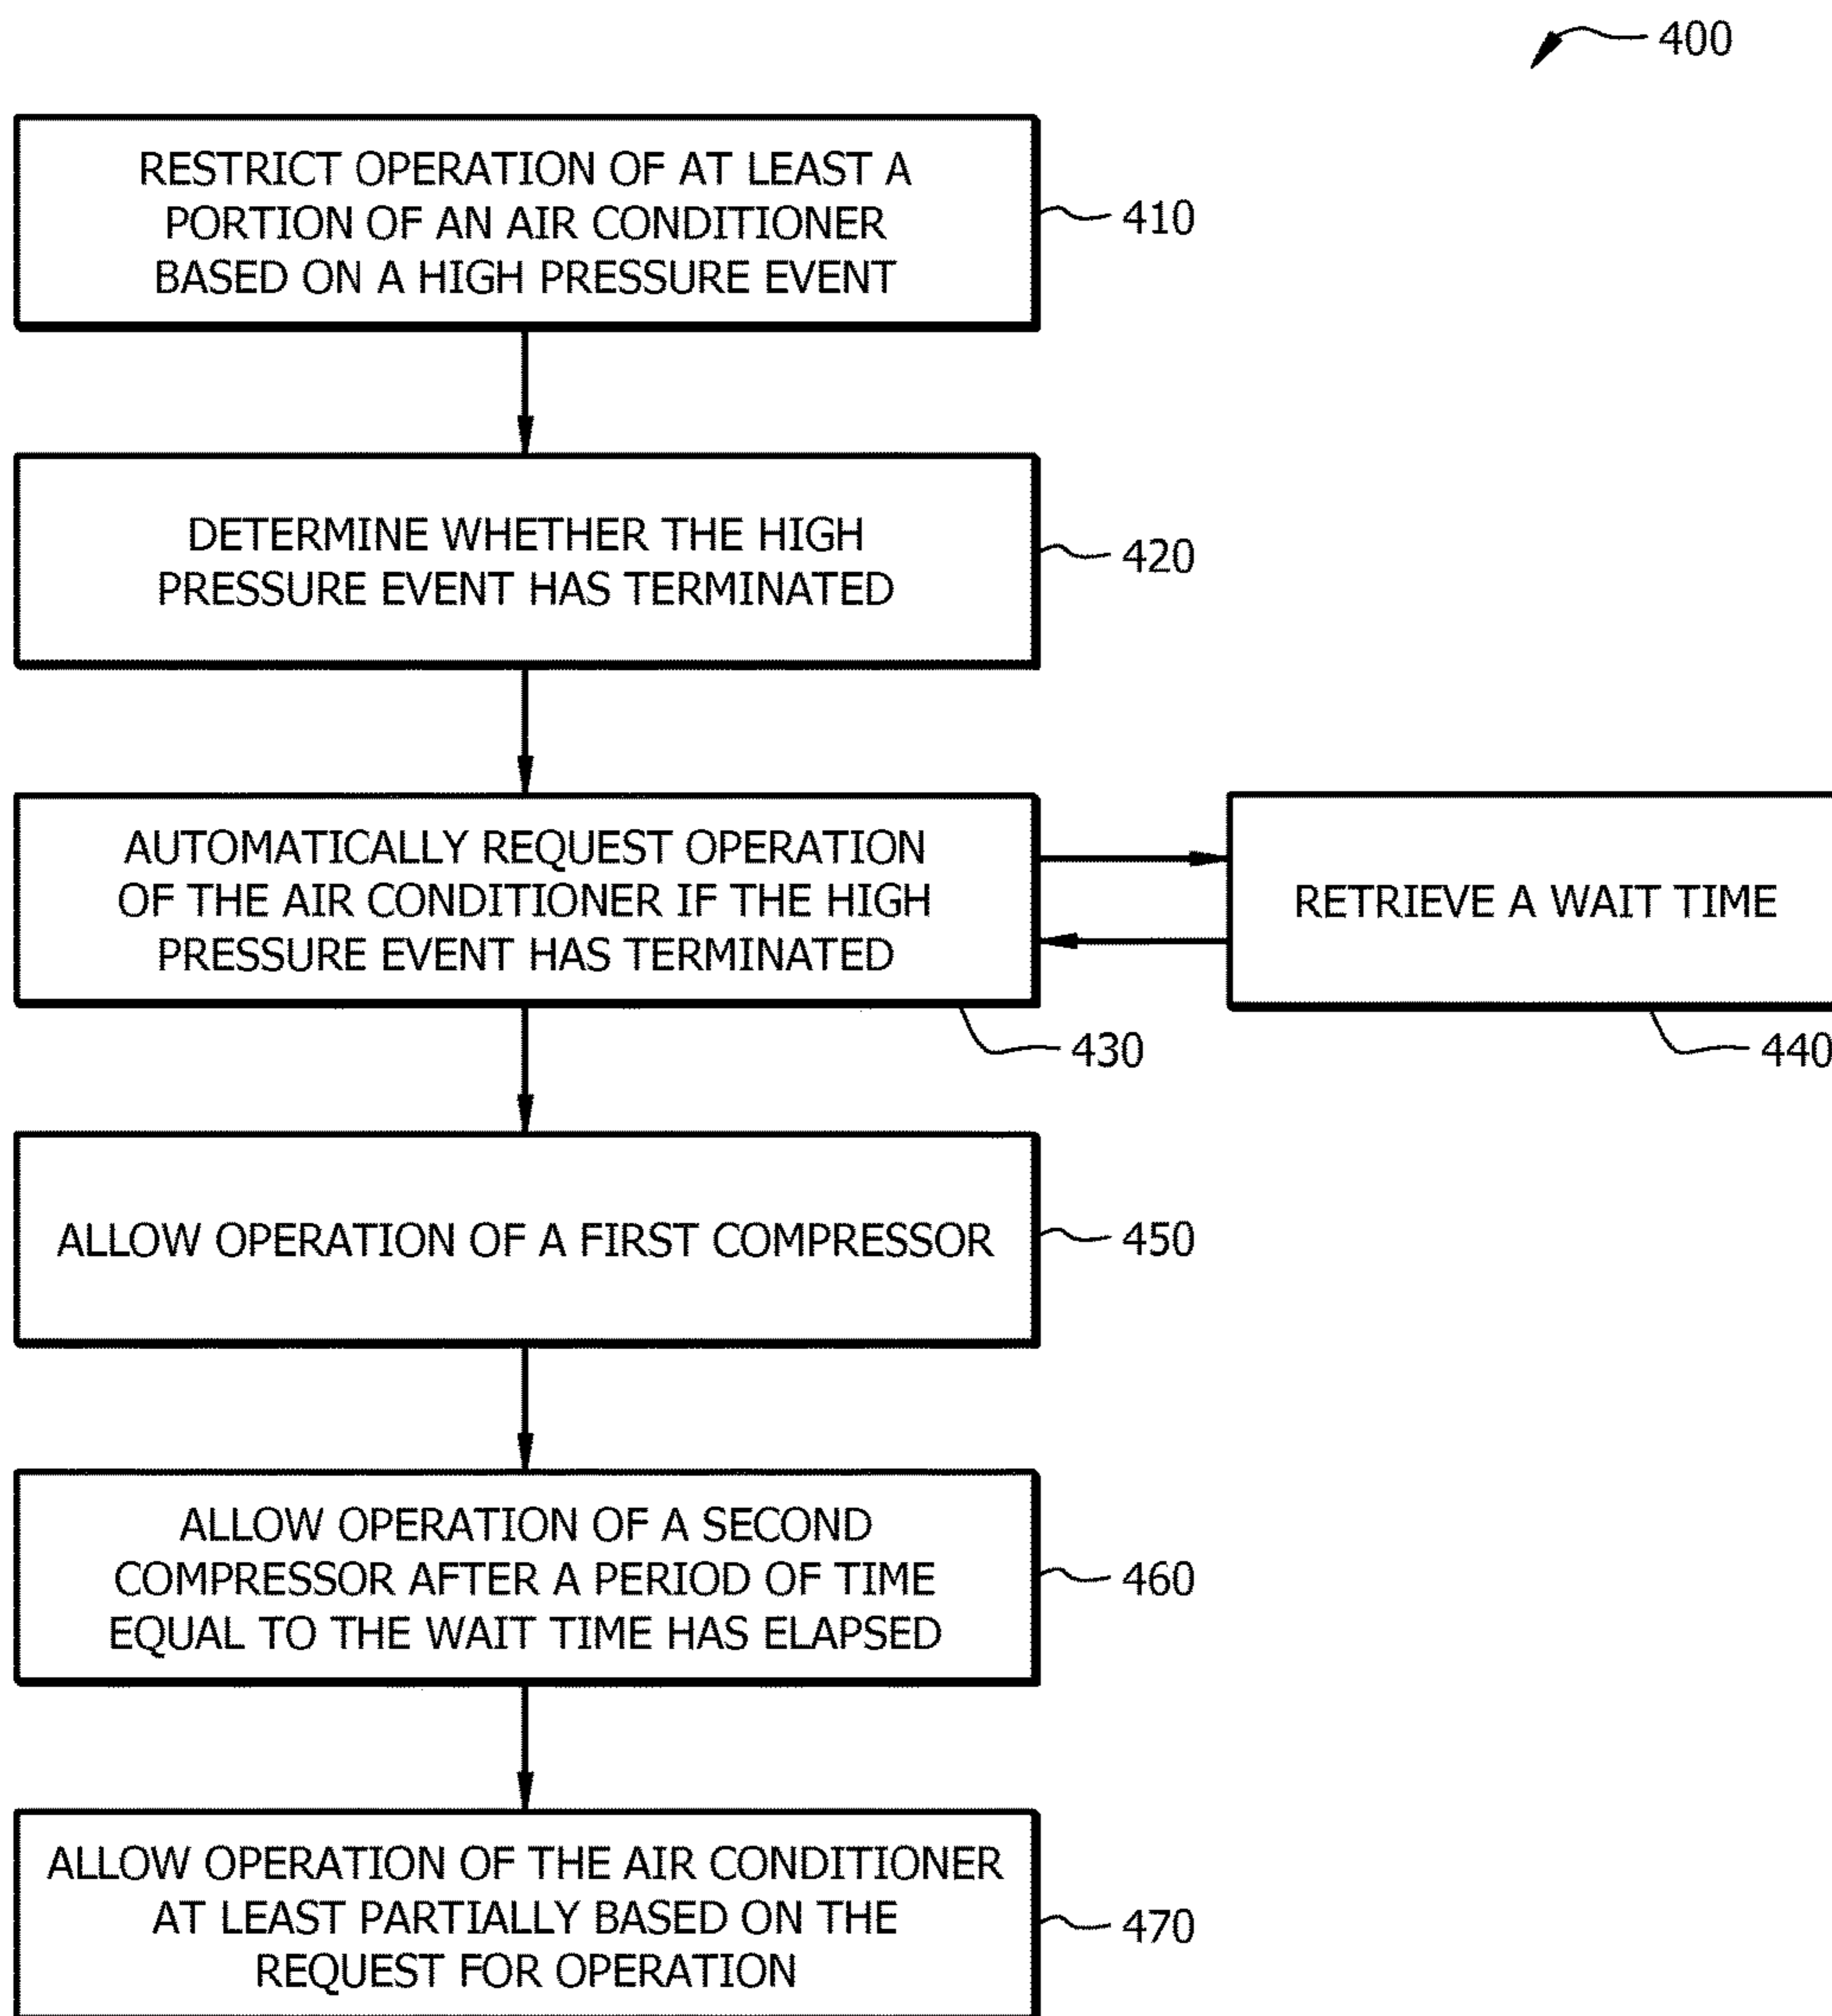 400
RESTRICT OPERATION OF AT LEAST A
PORTION OF AN AIR CONDITIONER
BASED ON A HIGH PRESSURE EVENT
410
DETERMINE WHETHER THE HIGH
PRESSURE EVENT HAS TERMINATED
420
AUTOMATICALLY REQUEST OPERATION
OF THE AIR CONDITIONER IF THE HIGH
PRESSURE EVENT HAS TERMINATED
430
RETRIEVE A WAIT TIME
440
ALLOW OPERATION OF A FIRST COMPRESSOR
450
ALLOW OPERATION OF A SECOND
COMPRESSOR AFTER A PERIOD OF TIME
EQUAL TO THE WAIT TIME HAS ELAPSED
460
ALLOW OPERATION OF THE AIR CONDITIONER
AT LEAST PARTIALLY BASED ON THE
REQUEST FOR OPERATION
470